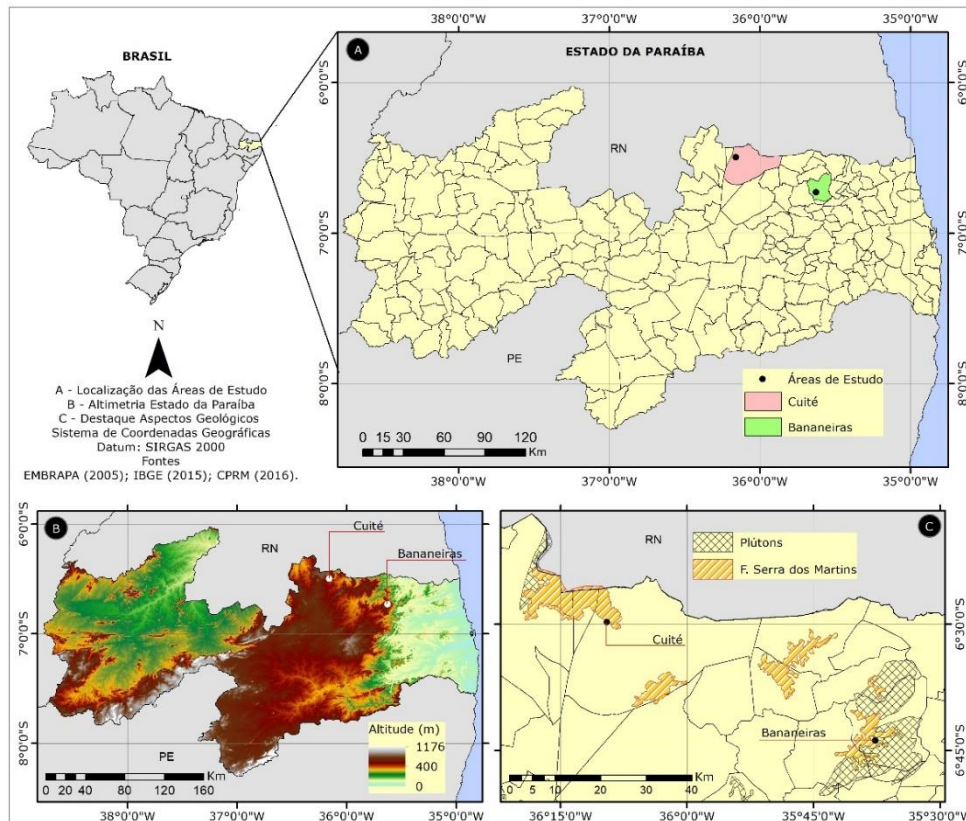 BRASIL
N
A - Localização das Áreas de Estudo
B - Altimetria Estado da Paraíba
C - Destaque Aspectos Geológicos
Sistema de Coordenadas Geográficas
Datum: SIRGAS 2000
Fontes
EMBRAPA (2005); IBGE (2015); CPRM (2016).
38°0'0"W 37°0'0"W 36°0'0"W 35°0'0"W
A
ESTADO DA PARAÍBA
6°0'0"S 6°0'0"S
RN
7°0'0"S 7°0'0"S
PE
8°0'0"S 8°0'0"S
Áreas de Estudo
Cuité
Bananeiras
0 15 30 60 90 120
Km
38°0'0"W 37°0'0"W 36°0'0"W 35°0'0"W
B
6°0'0"S
Cuité
RN
Bananeiras
7°0'0"S
Altitude (m)
1176
400
0
8°0'0"S
PE
0 20 40 80 120 160
Km
38°0'0"W 37°0'0"W 36°0'0"W 35°0'0"W
C
RN
Plútons
F. Serra dos Martins
6°30'0"S
Cuité
Bananeiras
6°45'0"S
0 5 10 20 30 40
Km
36°15'0"W 36°0'0"W 35°45'0"W 35°30'0"W